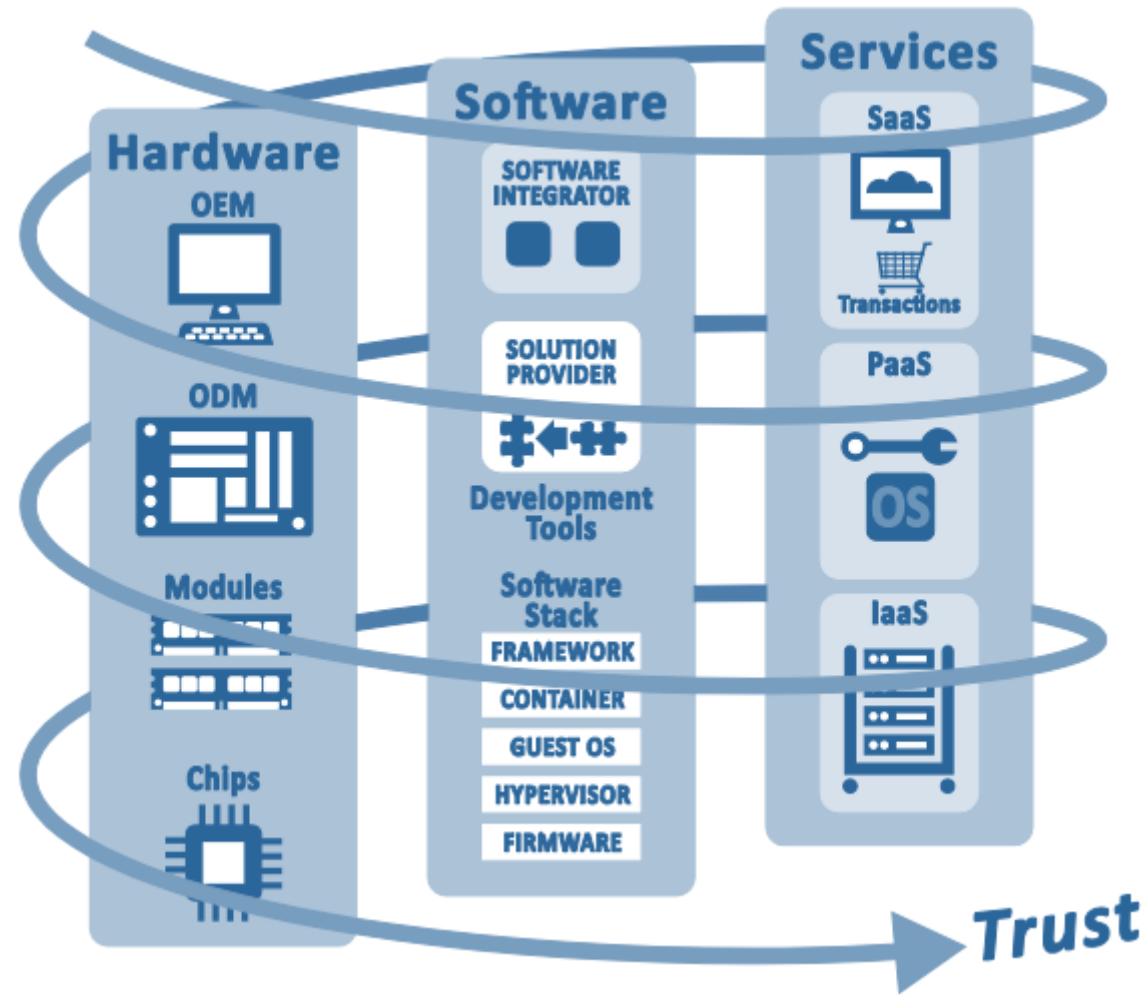 Hardware
OEM
ODM
Modules
Chips
Software
SOFTWARE
INTEGRATOR
SOLUTION
PROVIDER
Development
Tools
Software
Stack
FRAMEWORK
CONTAINER
GUEST OS
HYPERVISOR
FIRMWARE
Services
SaaS
Transactions
PaaS
OS
IaaS
Trust